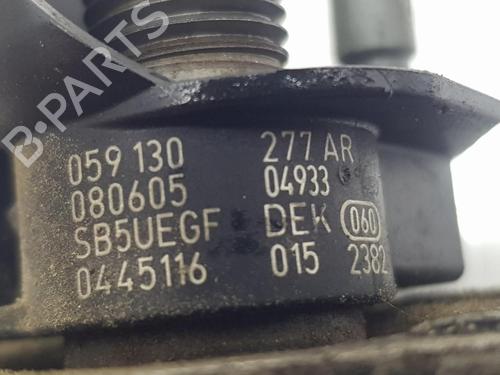 B-PARTS
059 130 277 AR
080605 04933
SB5UEGF DEK 060
0445116 015 2382